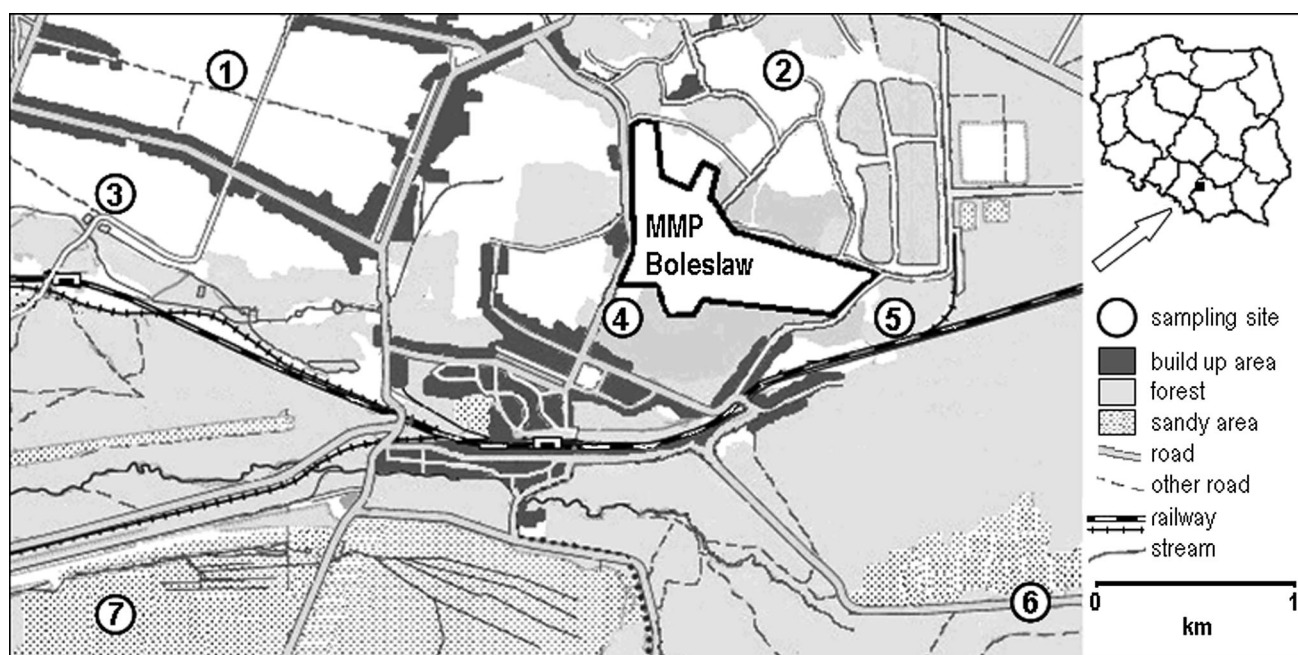 1
2
3
MMP
Boleslaw
4
5
6
7
sampling site
build up area
forest
sandy area
road
other road
railway
stream
0 1
km